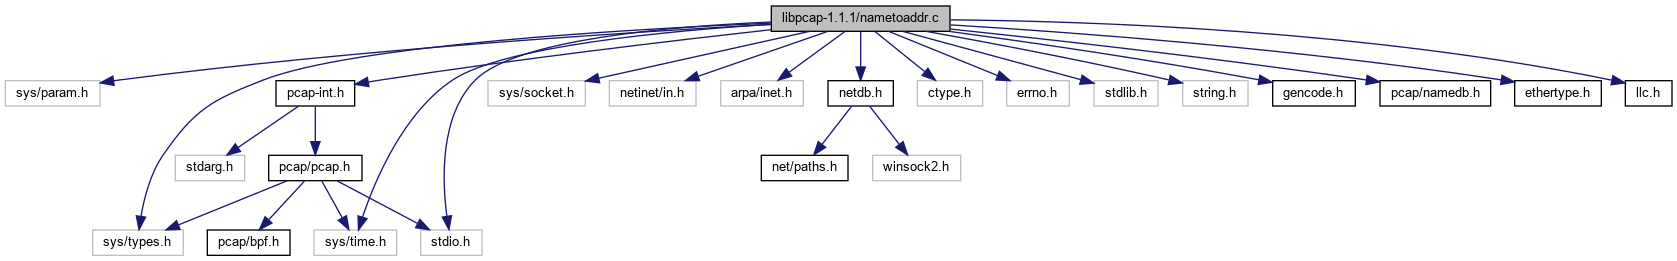 libpcap-1.1.1/nametoaddr.c
sys/param.h
pcap-int.h
sys/socket.h
netinet/in.h
arpa/inet.h
netdb.h
ctype.h
errno.h
stdlib.h
string.h
gencode.h
pcap/namedb.h
ethertype.h
llc.h
stdarg.h
pcap/pcap.h
net/paths.h
winsock2.h
sys/types.h
pcap/bpf.h
sys/time.h
stdio.h